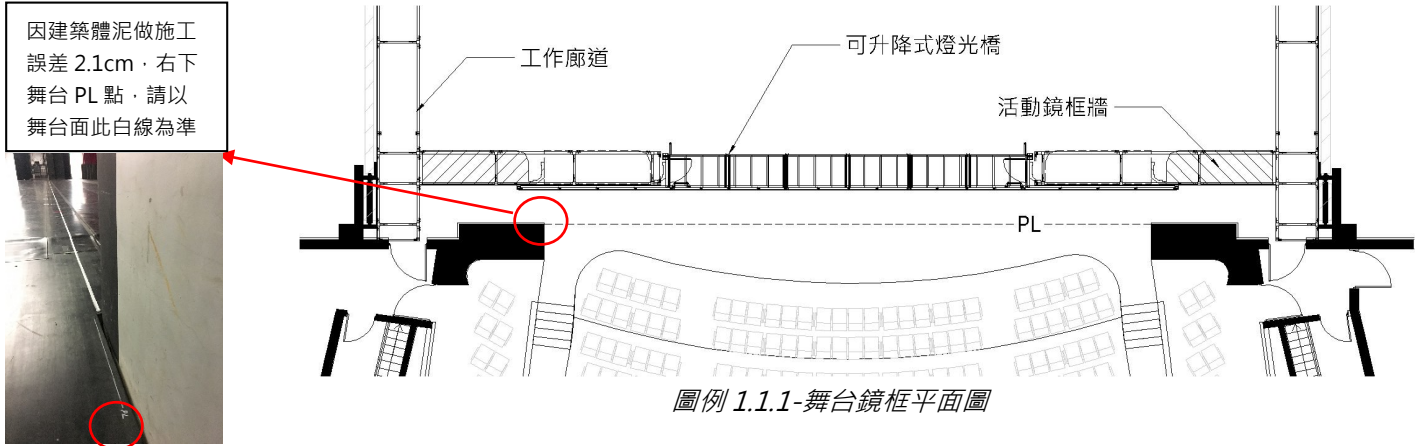 因建築體泥做施工
誤差 2.1cm，右下
舞台 PL 點，請以
舞台面此白線為準
工作廊道
可升降式燈光橋
活動鏡框牆
PL
PL
圖例 1.1.1-舞台鏡框平面圖